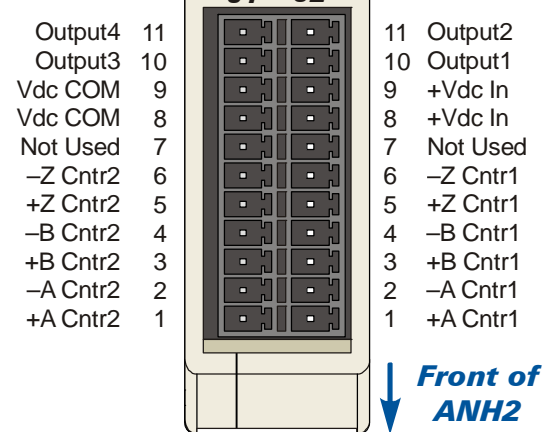 Output4 11 11 Output2
Output3 10 10 Output1
Vdc COM 9 9 +Vdc In
Vdc COM 8 8 +Vdc In
Not Used 7 7 Not Used
–Z Cntr2 6 6 –Z Cntr1
+Z Cntr2 5 5 +Z Cntr1
–B Cntr2 4 4 –B Cntr1
+B Cntr2 3 3 +B Cntr1
–A Cntr2 2 2 –A Cntr1
+A Cntr2 1 1 +A Cntr1
Front of
ANH2